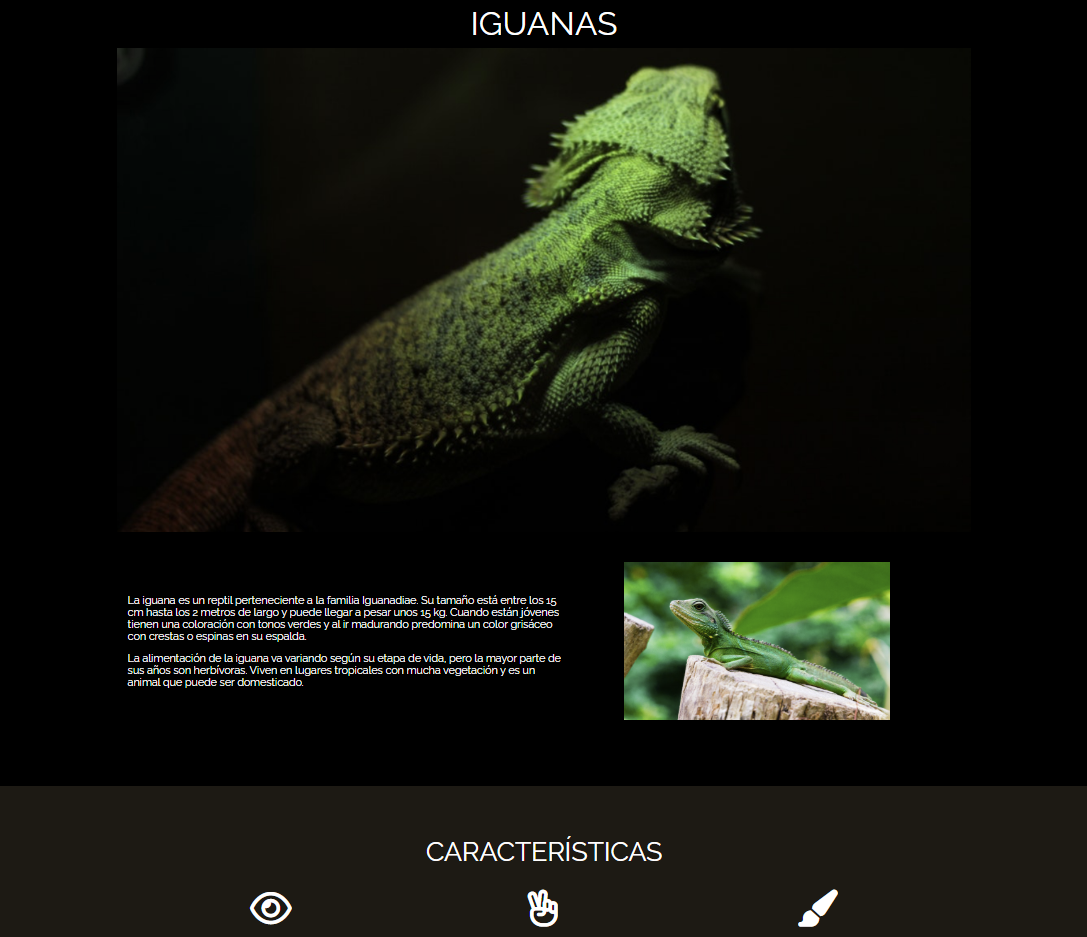 IGUANAS
La iguana es un reptil perteneciente a la familia Iguanadiae. Su tamaño está entre los 15
cm hasta los 2 metros de largo y puede llegar a pesar unos 15 kg. Cuando están jóvenes
tienen una coloración con tonos verdes y al ir madurando predomina un color grisáceo
con crestas o espinas en su espalda.
La alimentación de la iguana va variando según su etapa de vida, pero la mayor parte de
sus años son herbívoras. Viven en lugares tropicales con mucha vegetación y es un
animal que puede ser domesticado.
CARACTERÍSTICAS